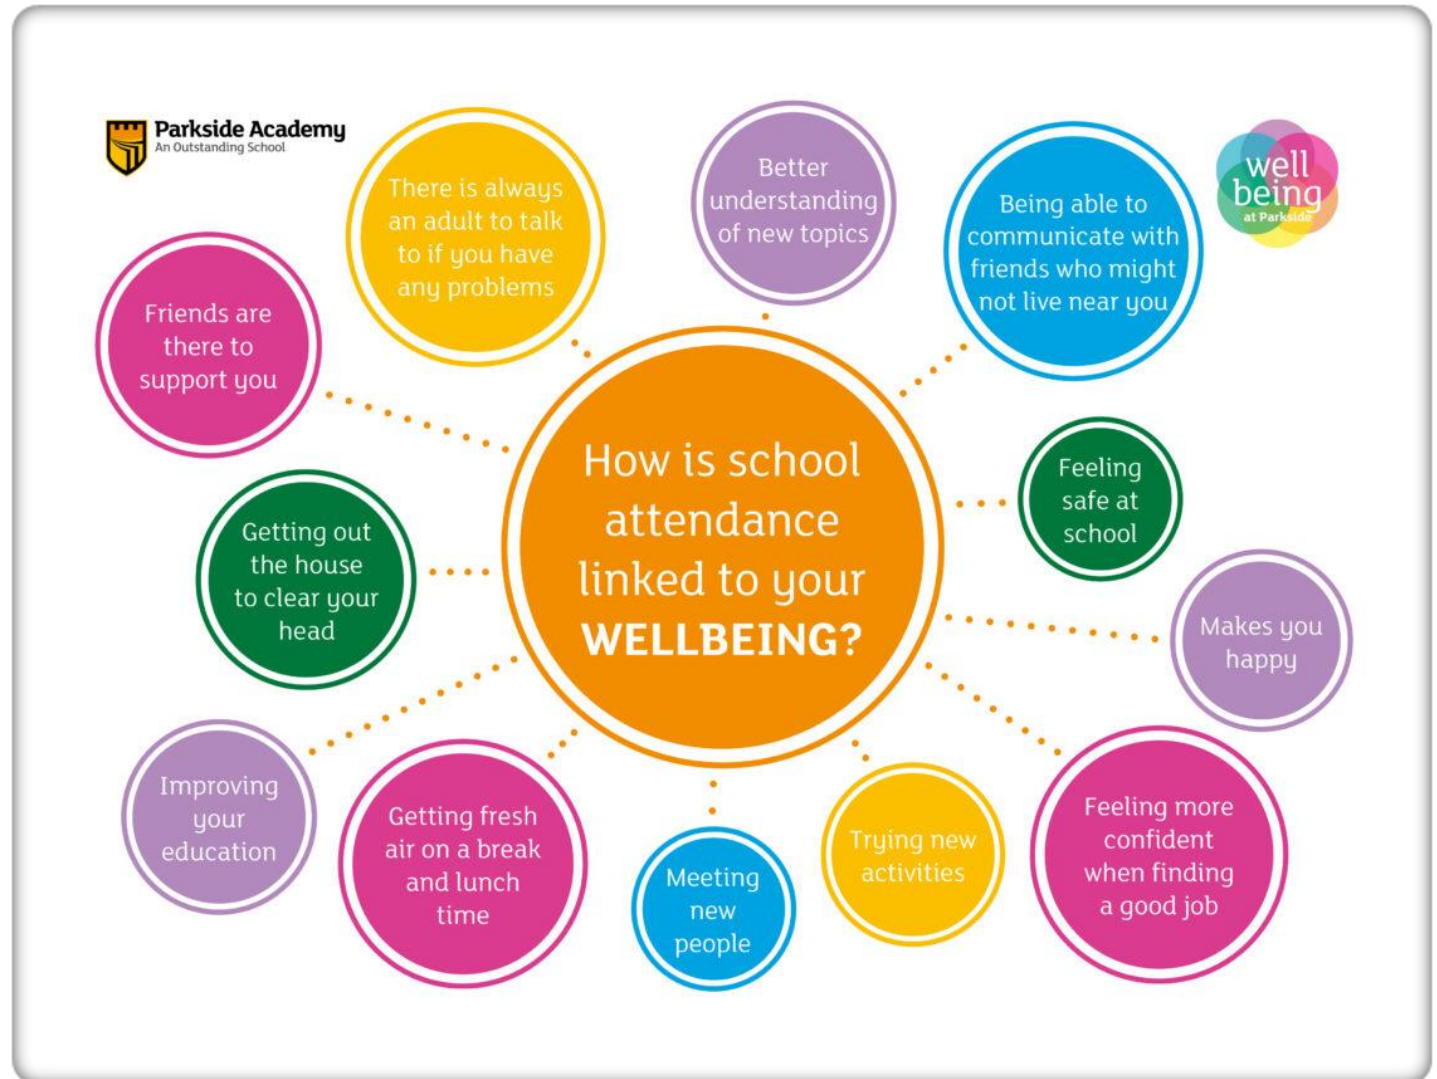 Parkside Academy
An Outstanding School
There is always
an adult to talk
to if you have
any problems
Better
understanding
of new topics
Being able to
communicate with
friends who might
not live near you
well
being
at Parkside
Friends are
there to
support you
How is school
attendance
linked to your
WELLBEING?
Feeling
safe at
school
Getting out
the house
to clear your
head
Makes you
happy
Improving
your
education
Getting fresh
air on a break
and lunch
time
Meeting
new
people
Trying new
activities
Feeling more
confident
when finding
a good job